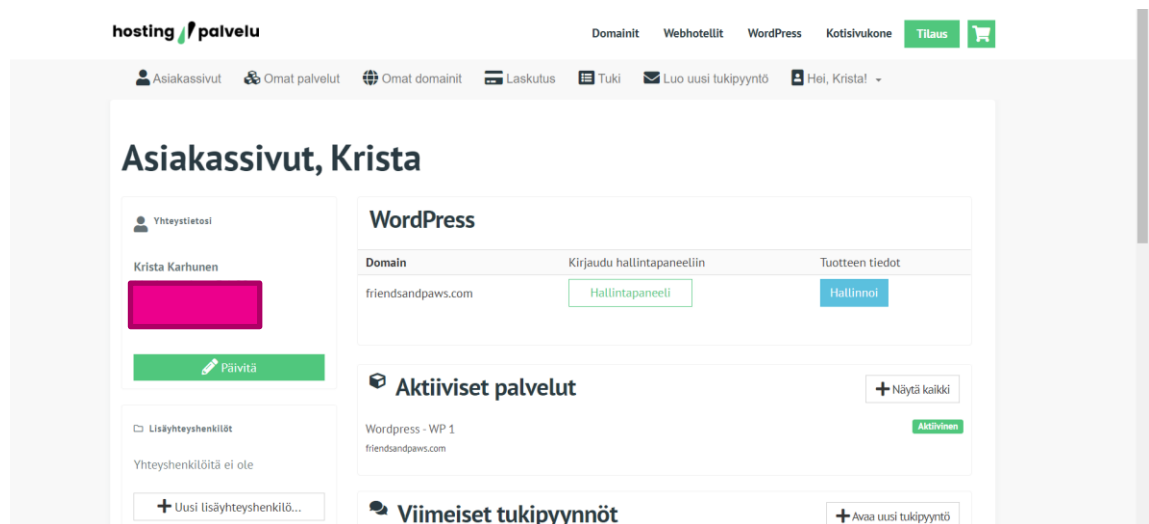 hosting palvelu
Domainit Webhotellit WordPress Kotisivukone Tilaus
Asiakassivut Omat palvelut Omat domainit Laskutus Tuki Luo uusi tukipyyntö Hei, Krista!
Asiakassivut, Krista
Yhteystietosi
Krista Karhunen
Päivitä
Lisäyhteyshenkilöt
Yhteyshenkilöitä ei ole
Uusi lisäyhteyshenkilö...
WordPress
Domain Kirjaudu hallintapaneeliin Tuotteen tiedot
friendsandpaws.com Hallintapaneeli Hallinnoi
Aktiiviset palvelut
Näytä kaikki
Wordpress - WP 1 Aktiivinen
friendsandpaws.com
Viimeiset tukipyynnöt
Avaa uusi tukipyyntö